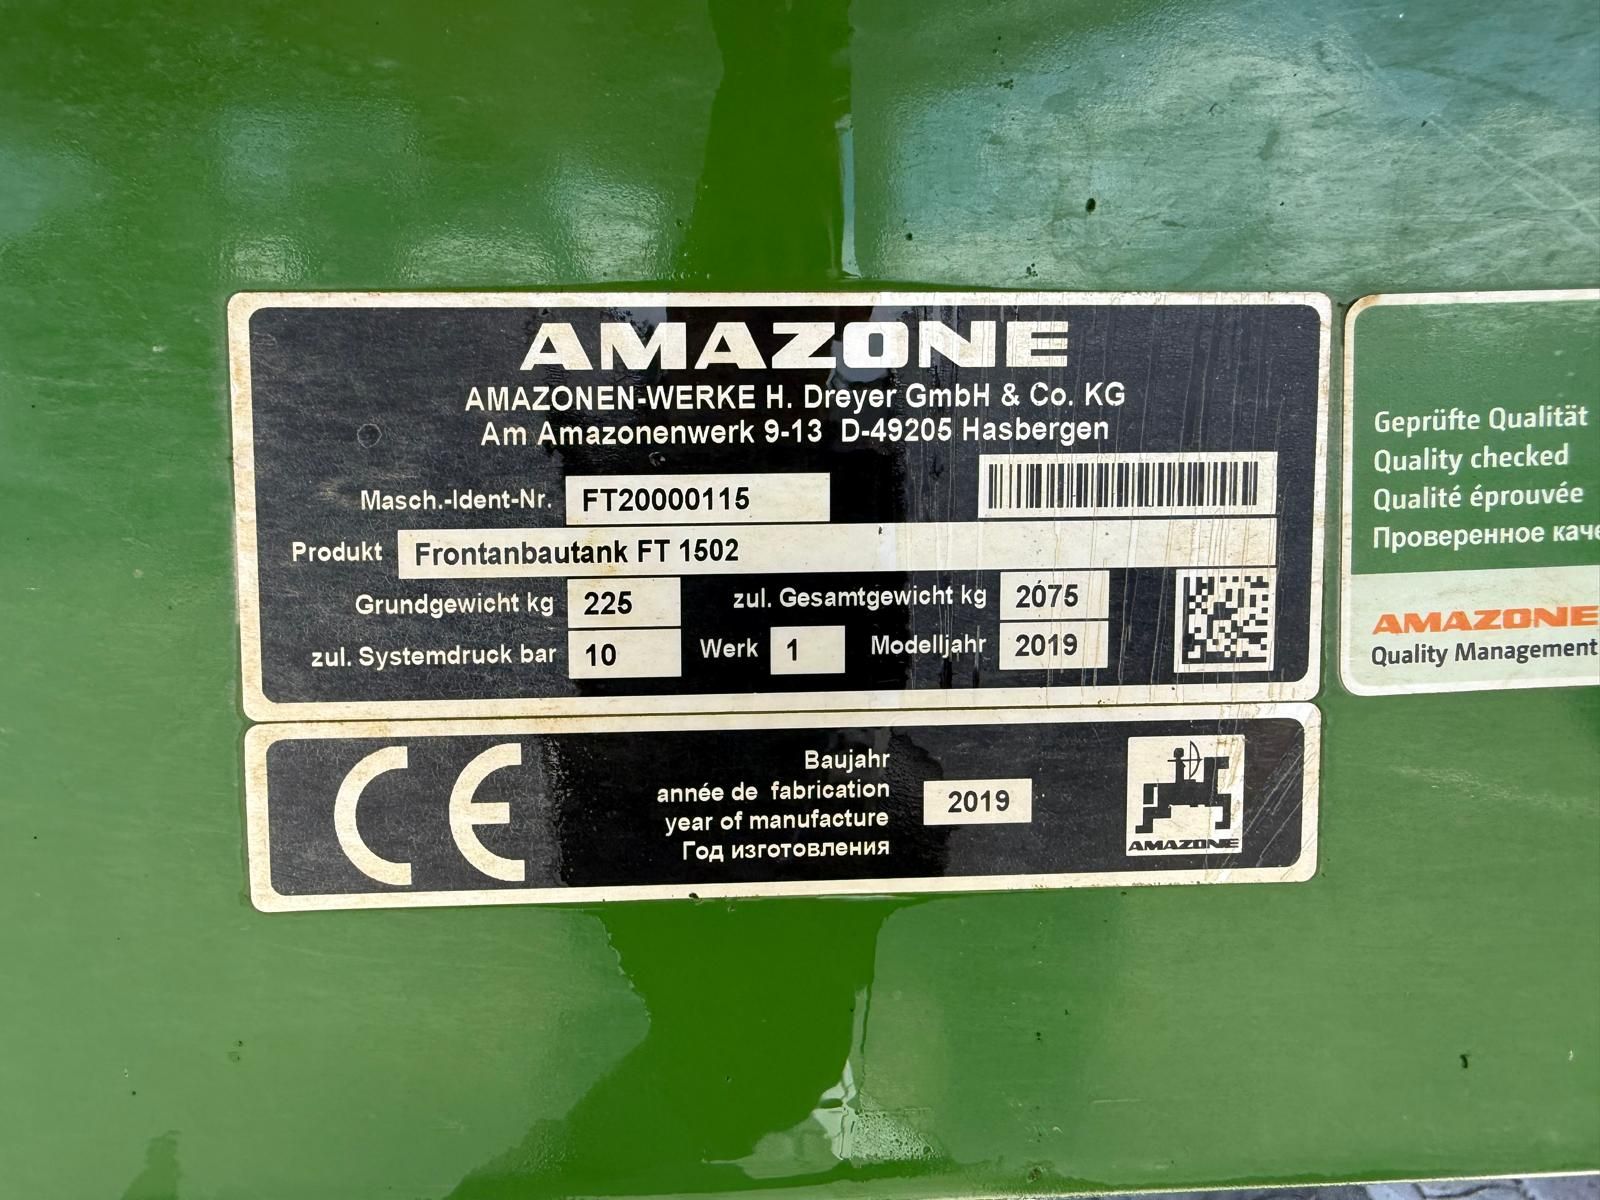 AMAZONE
AMAZONEN-WERKE H. Dreyer GmbH & Co. KG
Am Amazonenwerk 9-13 D-49205 Hasbergen
Masch.-Ident-Nr. FT20000115
Produkt Frontanbautank FT 1502
Grundgewicht kg 225 zul. Gesamtgewicht kg 2075
zul. Systemdruck bar 10 Werk 1 Modelljahr 2019
CE
Baujahr
année de fabrication
year of manufacture
Год изготовления
2019
AMAZONE
Geprüfte Qualität
Quality checked
Qualité éprouvée
Проверенное
AMAZONE
Quality Management